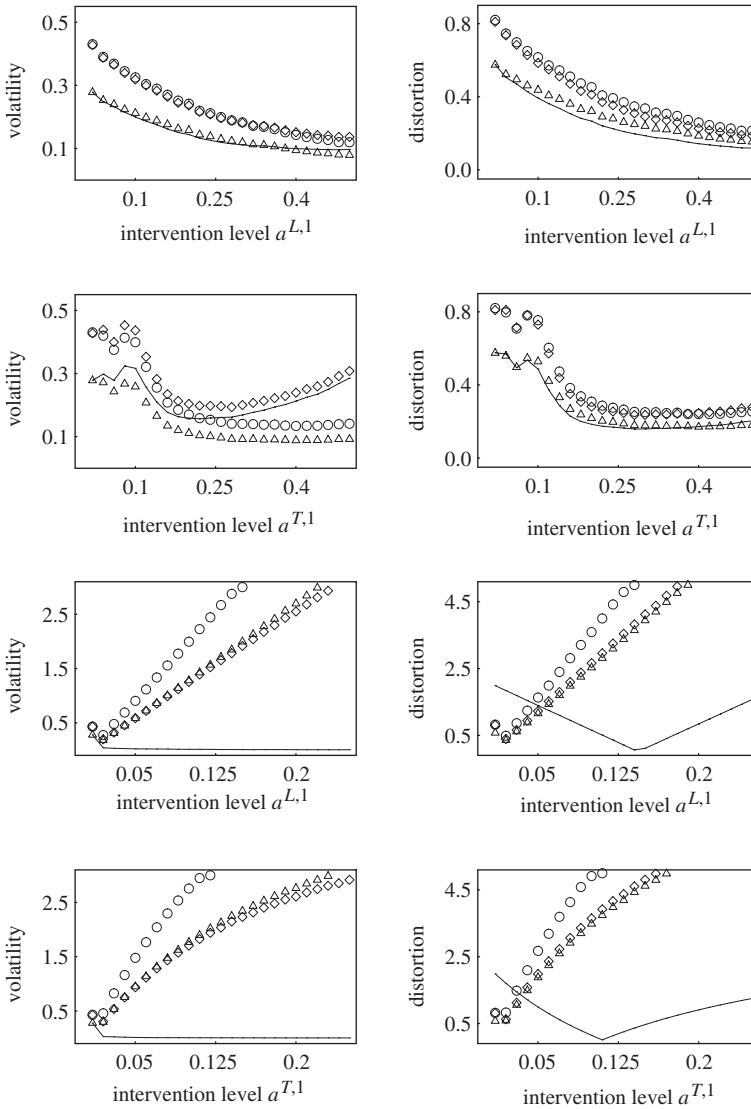 0.5
0.3
0.1
volatility
0.1 0.25 0.4
intervention level a^{L,1}
0.8
0.4
0.0
distortion
0.1 0.25 0.4
intervention level a^{L,1}
0.5
0.3
0.1
volatility
0.1 0.25 0.4
intervention level a^{T,1}
0.8
0.4
0.0
distortion
0.1 0.25 0.4
intervention level a^{T,1}
2.5
1.5
0.5
volatility
0.05 0.125 0.2
intervention level a^{L,1}
4.5
2.5
0.5
distortion
0.05 0.125 0.2
intervention level a^{L,1}
2.5
1.5
0.5
volatility
0.05 0.125 0.2
intervention level a^{T,1}
4.5
2.5
0.5
distortion
0.05 0.125 0.2
intervention level a^{T,1}